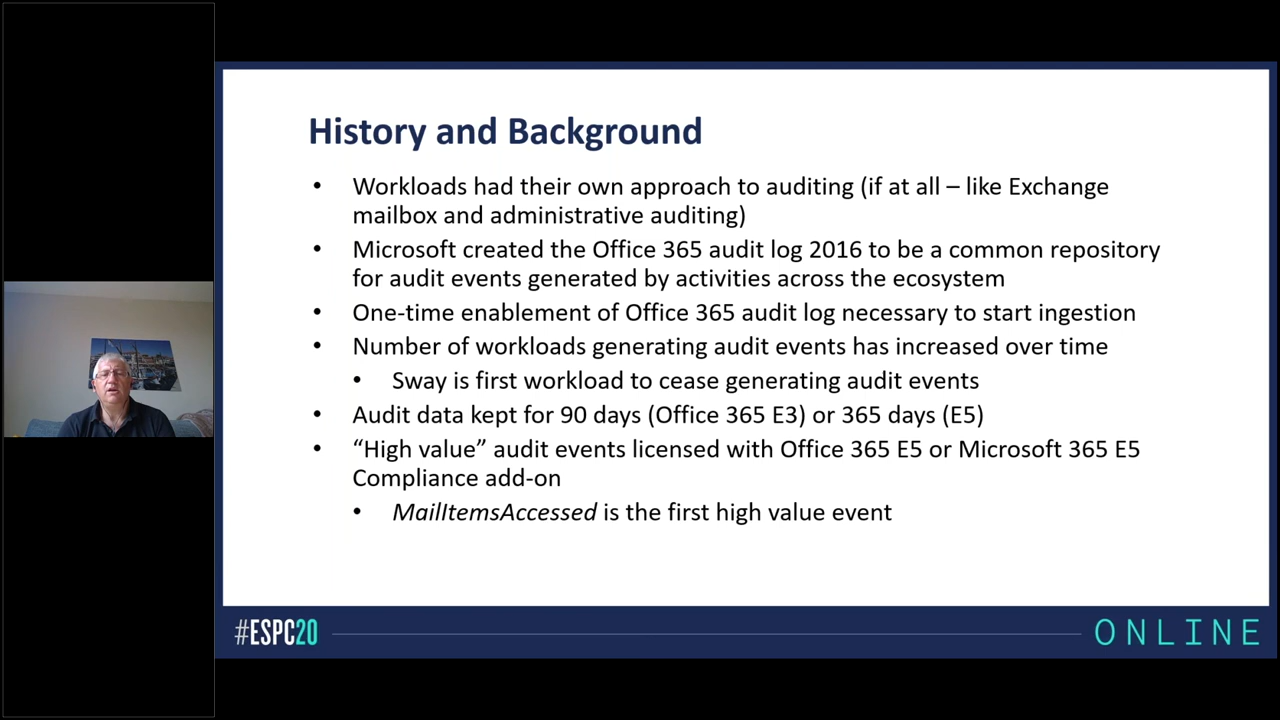 History and Background
• Workloads had their own approach to auditing (if at all – like Exchange
mailbox and administrative auditing)
• Microsoft created the Office 365 audit log 2016 to be a common repository
for audit events generated by activities across the ecosystem
• One-time enablement of Office 365 audit log necessary to start ingestion
• Number of workloads generating audit events has increased over time
• Sway is first workload to cease generating audit events
• Audit data kept for 90 days (Office 365 E3) or 365 days (E5)
• “High value” audit events licensed with Office 365 E5 or Microsoft 365 E5
Compliance add-on
• MailItemsAccessed is the first high value event
#ESPC20
ONLINE